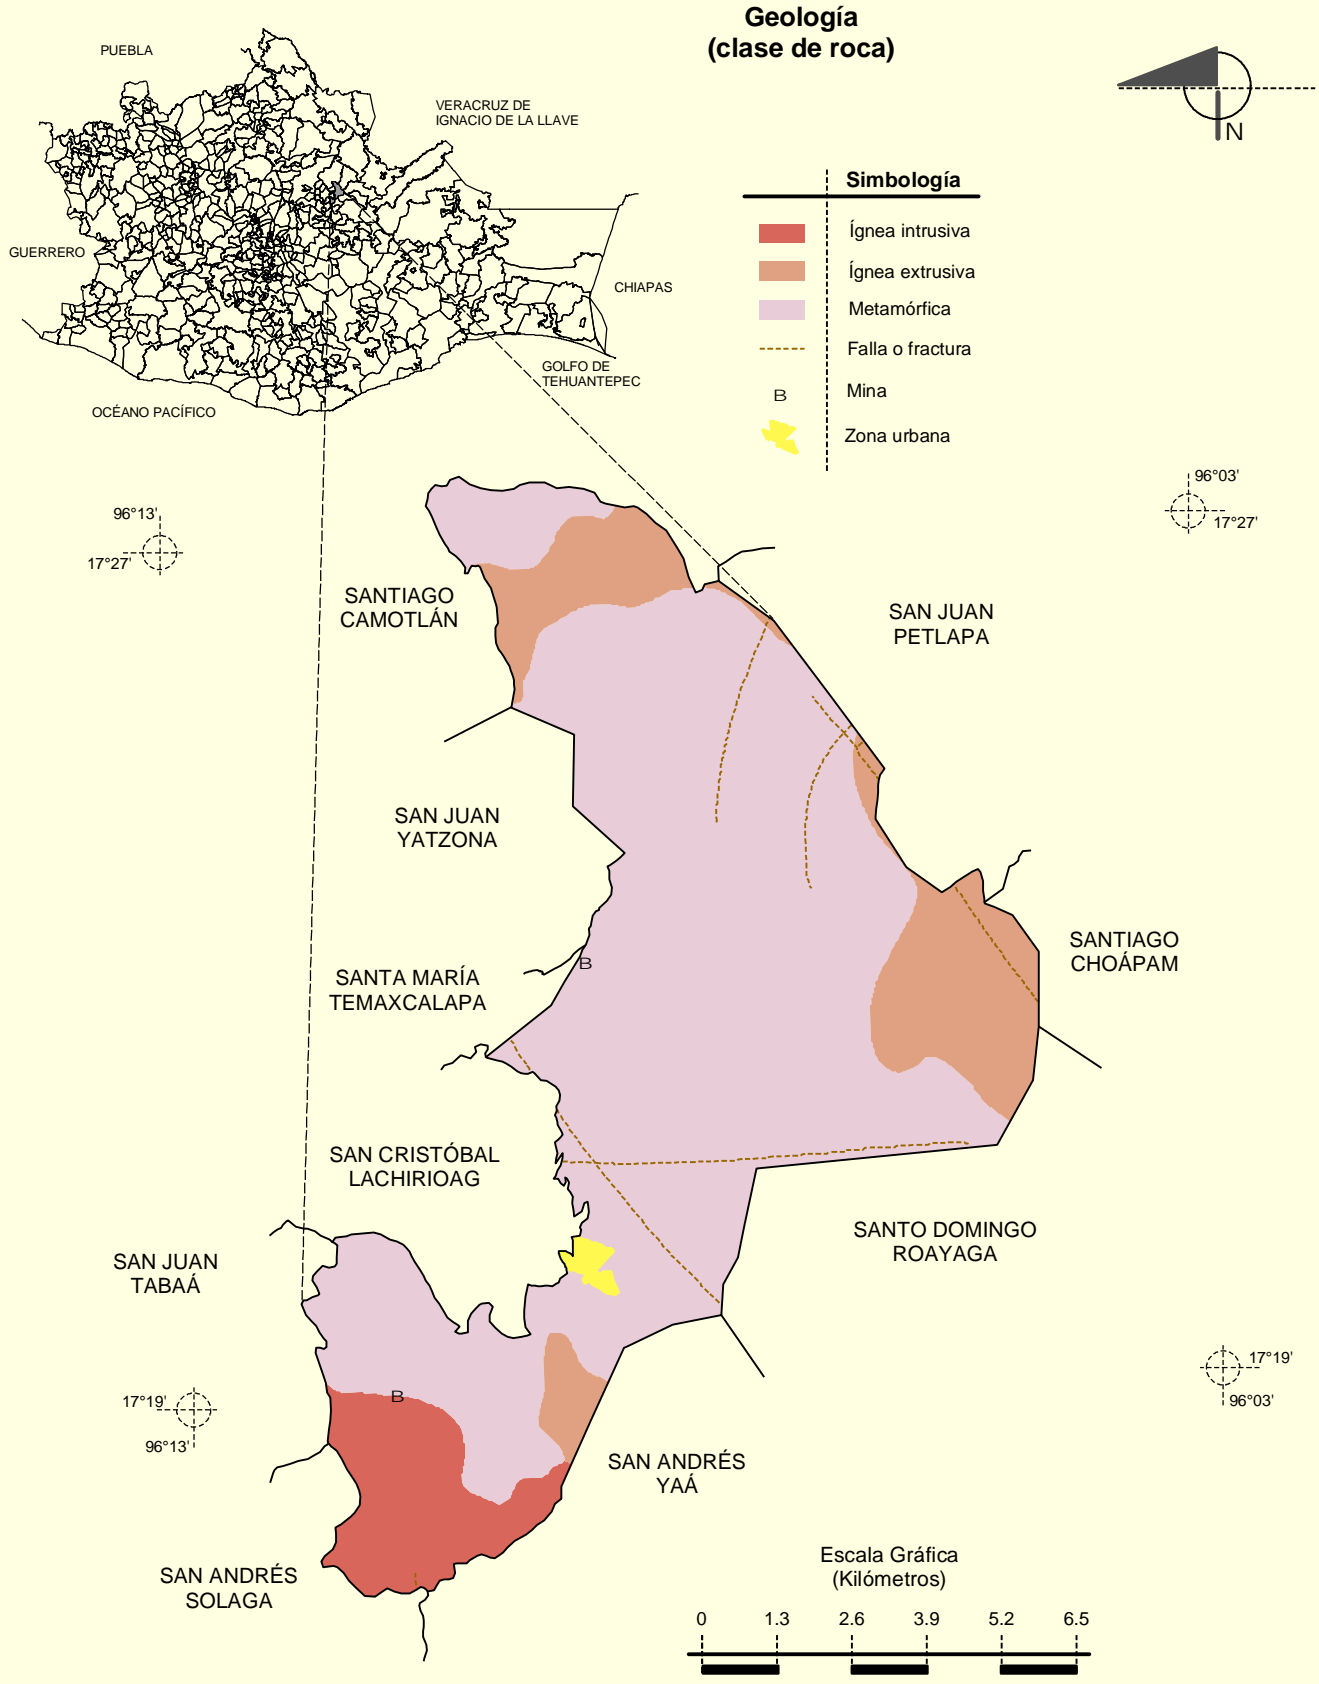 Geología
(clase de roca)
PUEBLA
VERACRUZ DE
IGNACIO DE LA LLAVE
GUERRERO
CHIAPAS
GOLFO DE
TEHUANTEPEC
OCÉANO PACÍFICO
N
Simbología
Ígnea intrusiva
Ígnea extrusiva
Metamórfica
Falla o fractura
B Mina
Zona urbana
96°13'
17°27'
96°03'
17°27'
SANTIAGO
CAMOTLÁN
SAN JUAN
PETLAPA
SAN JUAN
YATZONA
SANTIAGO
CHOÁPAM
B
SANTA MARÍA
TEMAXCALAPA
SAN CRISTÓBAL
LACHIRIOAG
SANTO DOMINGO
ROAYAGA
SAN JUAN
TABAÁ
17°19'
96°03'
B
17°19'
96°13'
SAN ANDRÉS
YAÁ
SAN ANDRÉS
SOLAGA
Escala Gráfica
(Kilómetros)
0 1.3 2.6 3.9 5.2 6.5